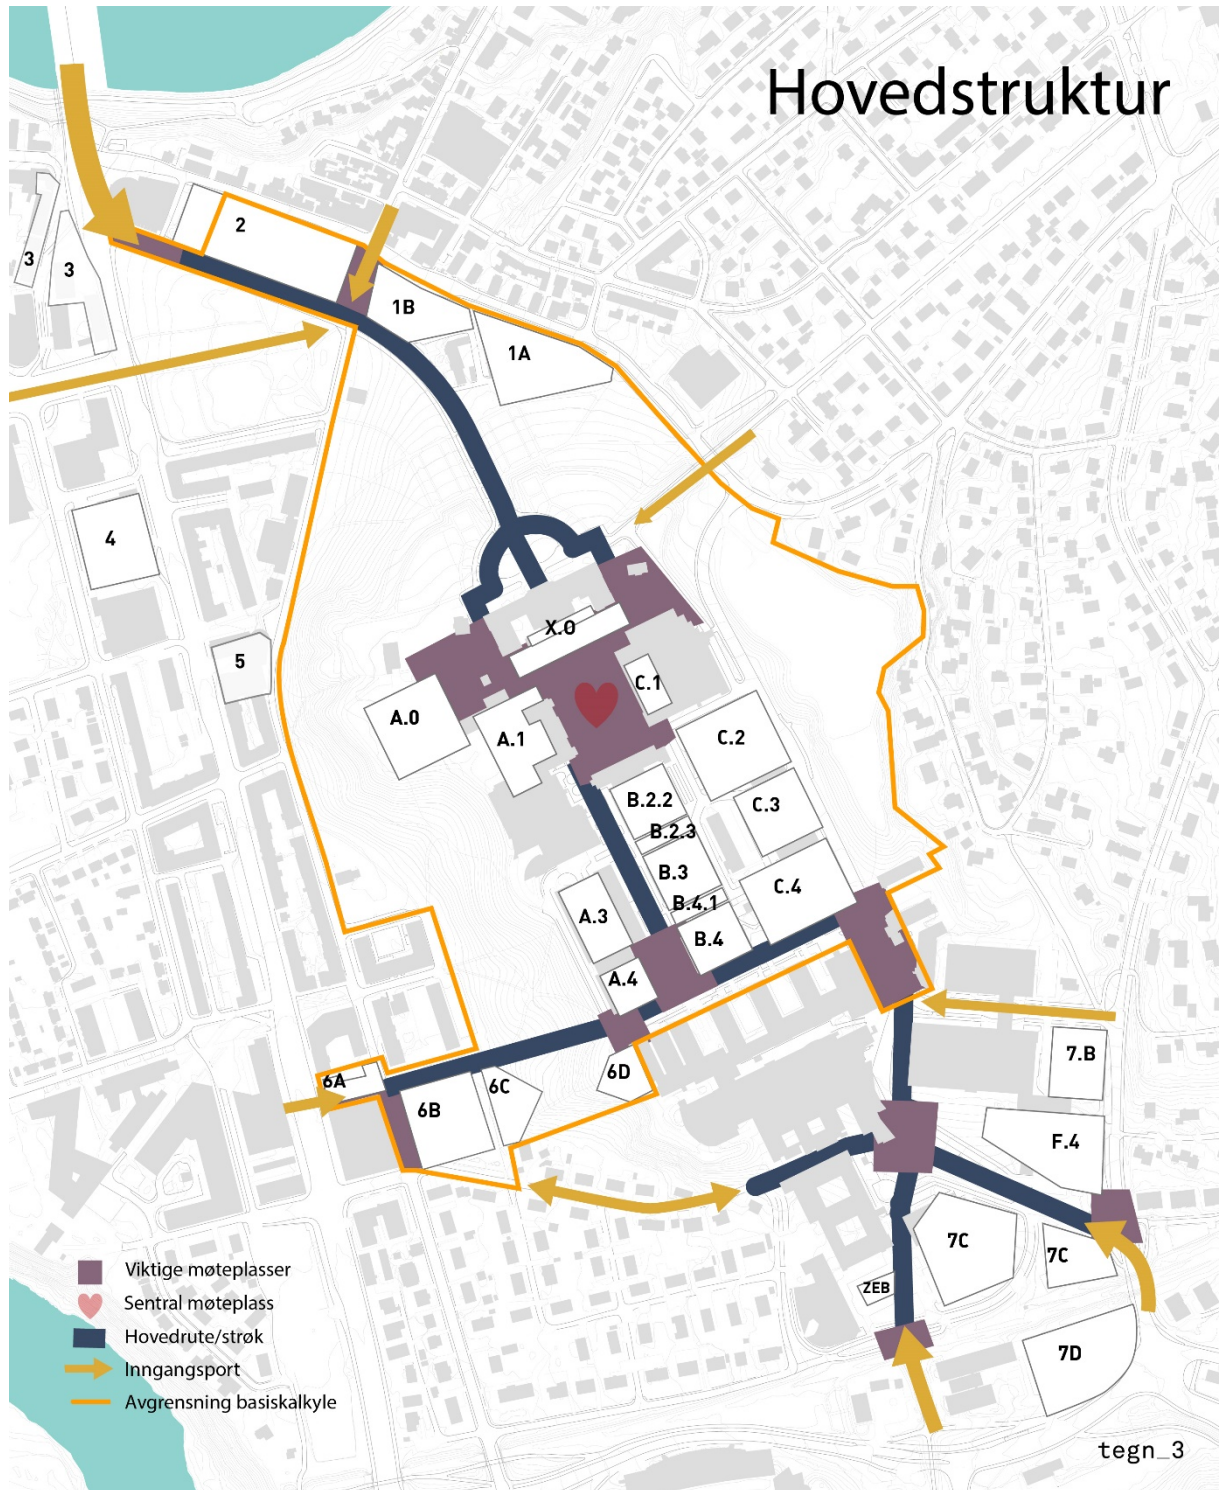 Hovedstruktur
2
3
3
1B
1A
4
X.O
5
C.1
A.0
A.1
C.2
B.2.2
C.3
B.2.3
B.3
C.4
B.4.1
A.3
B.4
A.4
7.B
6D
6A
6C
6B
F.4
7C
7C
ZEB
7D
Viktige møteplasser
Sentral møteplass
Hovedrute/strøk
Inngangsport
Avgrensning basiskalkyle
tegn_3